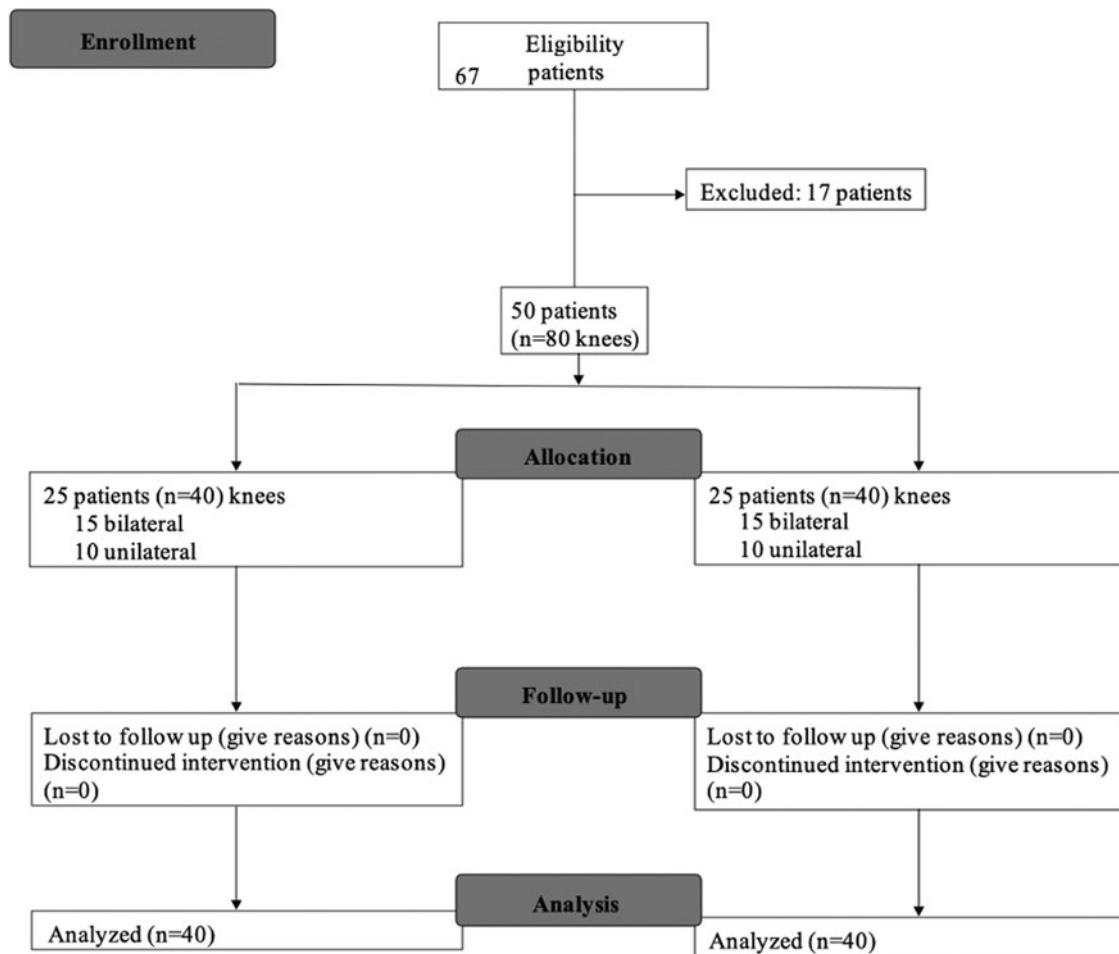 Enrollment
Eligibility
67 patients
Excluded: 17 patients
50 patients
(n=80 knees)
Allocation
25 patients (n=40) knees
15 bilateral
10 unilateral
25 patients (n=40) knees
15 bilateral
10 unilateral
Follow-up
Lost to follow up (give reasons) (n=0)
Discontinued intervention (give reasons)
(n=0)
Lost to follow up (give reasons) (n=0)
Discontinued intervention (give reasons)
(n=0)
Analysis
Analyzed (n=40)
Analyzed (n=40)